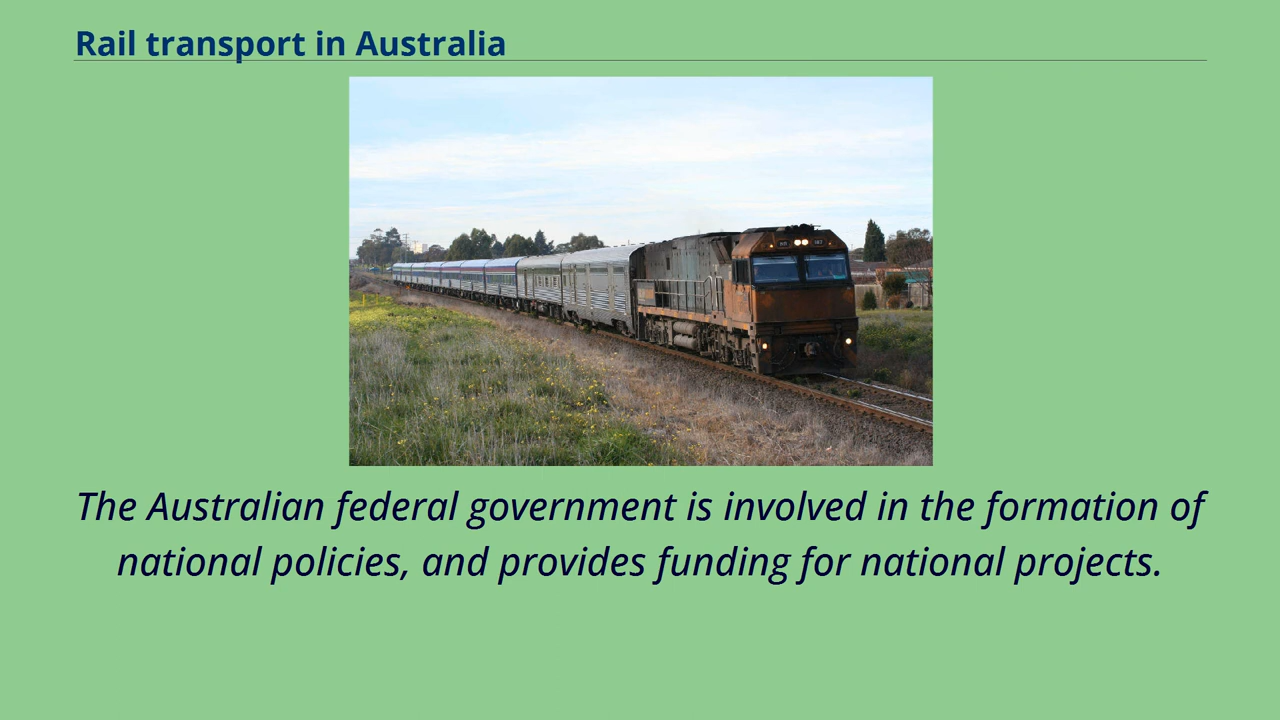 Rail transport in Australia
The Australian federal government is involved in the formation of
national policies, and provides funding for national projects.